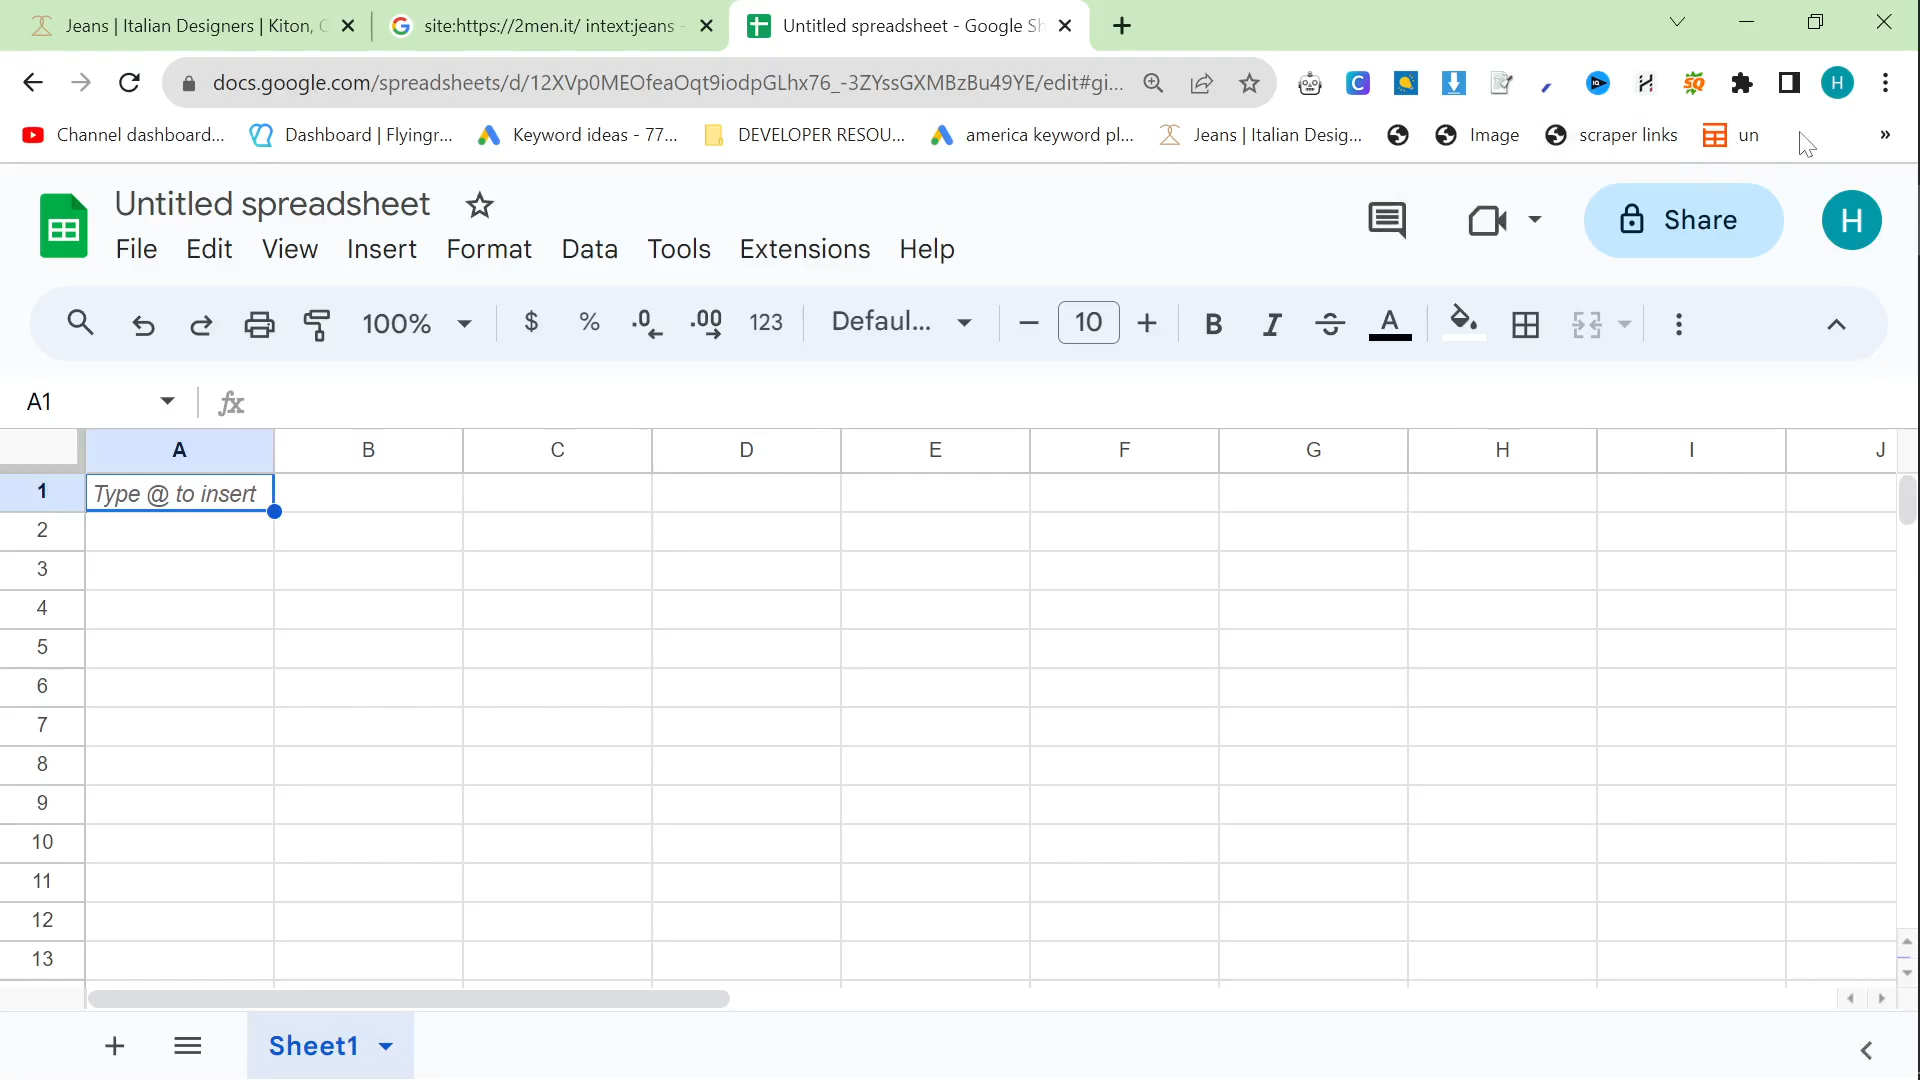 Jeans | Italian Designers | Kiton, C
site:https://2men.it/ intext:jeans -
Untitled spreadsheet - Google Sh
docs.google.com/spreadsheets/d/12XVp0MEOfeaOqt9iodpGLhx76_-3ZYssGXMBzBu49YE/edit#gi...
H
Channel dashboard...
Dashboard | Flyingr...
Keyword ideas - 77...
DEVELOPER RESOU...
america keyword pl...
Jeans | Italian Desig...
Image
scraper links
un
»
Untitled spreadsheet
File Edit View Insert Format Data Tools Extensions Help
Share
H
100% $ % .0 .00 123 Defaul... 10 B I A
A1 fx
A B C D E F G H I J
1 Type @ to insert
2
3
4
5
6
7
8
9
10
11
12
13
Sheet1